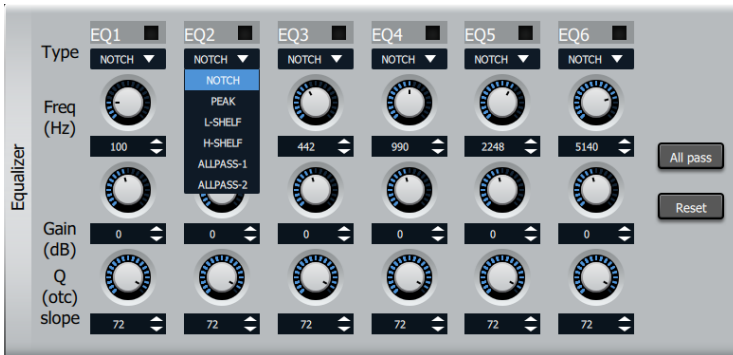 EQ1 EQ2 EQ3 EQ4 EQ5 EQ6
Type NOTCH NOTCH NOTCH NOTCH NOTCH NOTCH
NOTCH
PEAK
L-SHELF
H-SHELF
ALLPASS-1
ALLPASS-2
Freq
(Hz)
100 442 990 2248 5140
Equalizer
All pass
Reset
Gain
(dB)
0 0 0 0 0 0
Q
(otc)
slope
72 72 72 72 72 72